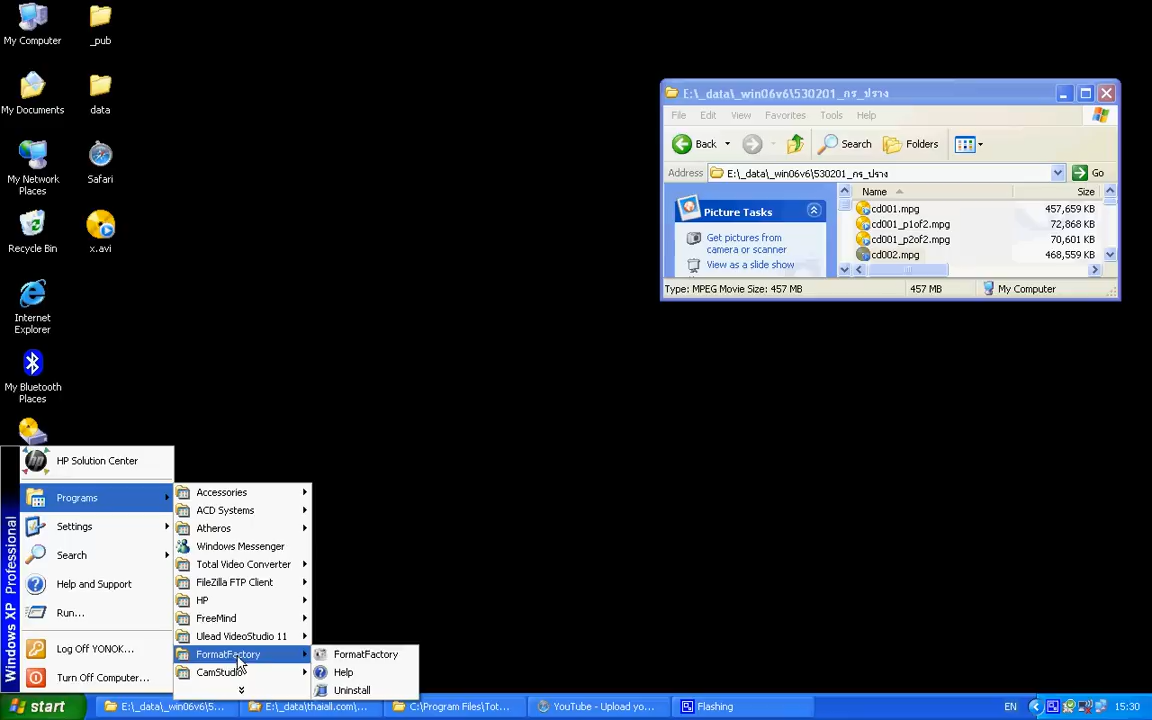 My Computer
_pub
My Documents
data
My Network
Places
Safari
Recycle Bin
x.avi
Internet
Explorer
My Bluetooth
Places
E:\_data\_win06v6\530201_กร_ปราง
File Edit View Favorites Tools Help
Back Search Folders
Address E:\_data\_win06v6\530201_กร_ปราง Go
Name Size
Picture Tasks
Get pictures from
camera or scanner
View as a slide show
cd001.mpg 457,659 KB
cd001_p1of2.mpg 72,868 KB
cd001_p2of2.mpg 70,601 KB
cd002.mpg 468,559 KB
Type: MPEG Movie Size: 457 MB 457 MB My Computer
Windows XP Professional
HP Solution Center
Programs
Settings
Search
Help and Support
Run...
Log Off YONOK...
Turn Off Computer...
Accessories
ACD Systems
Atheros
Windows Messenger
Total Video Converter
FileZilla FTP Client
HP
FreeMind
Ulead VideoStudio 11
FormatFactory
CamStudio
FormatFactory
Help
Uninstall
start E:\_data\_win06v6\5... E:\_data\thaiall.com\... C:\Program Files\Tot... YouTube - Upload yo... Flashing EN 15:30